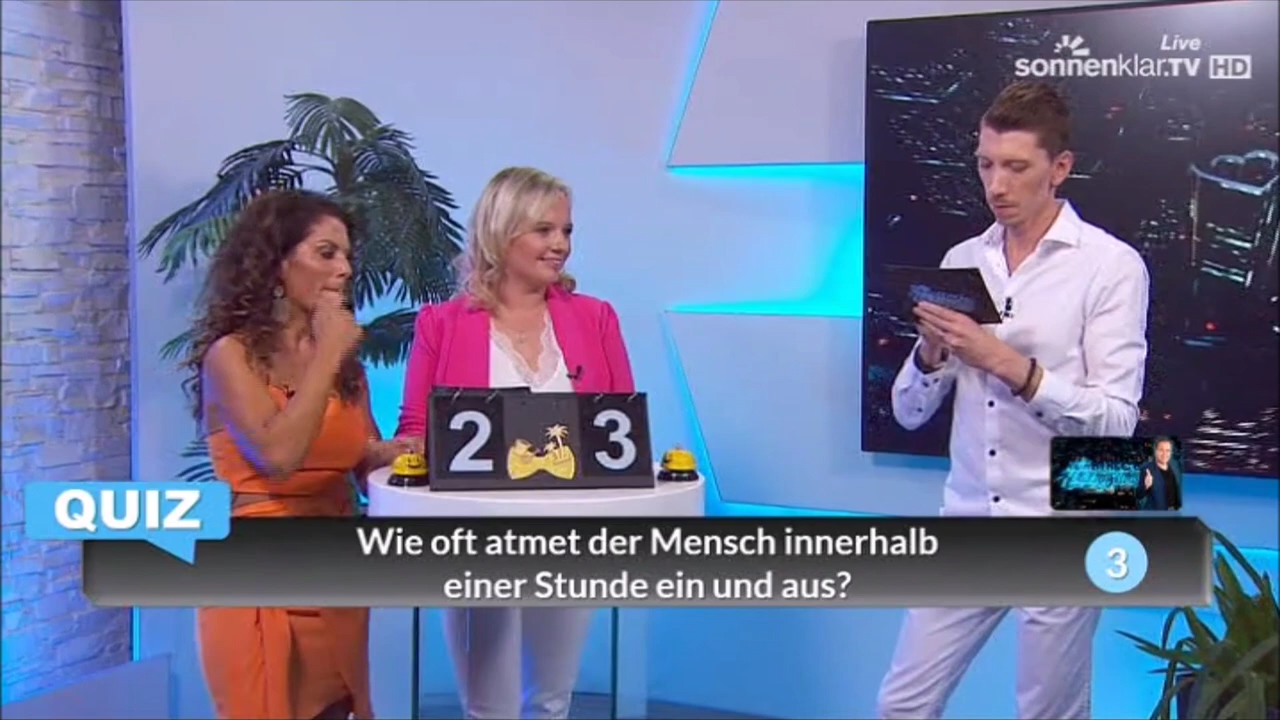 Live
sonnenklar.TV HD
2 3
QUIZ
Wie oft atmet der Mensch innerhalb
einer Stunde ein und aus?
3